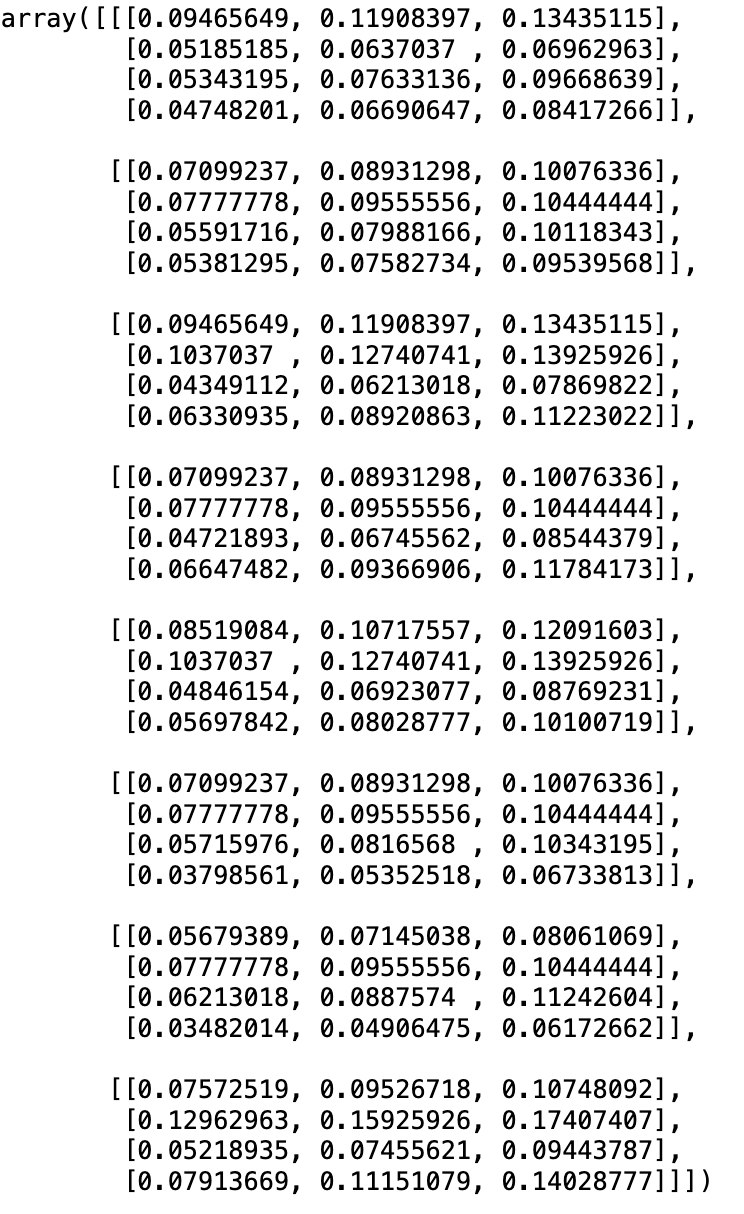 array([[[0.09465649, 0.11908397, 0.13435115],
        [0.05185185, 0.0637037 , 0.06962963],
        [0.05343195, 0.07633136, 0.09668639],
        [0.04748201, 0.06690647, 0.08417266]],

       [[0.07099237, 0.08931298, 0.10076336],
        [0.07777778, 0.09555556, 0.10444444],
        [0.05591716, 0.07988166, 0.10118343],
        [0.05381295, 0.07582734, 0.09539568]],

       [[0.09465649, 0.11908397, 0.13435115],
        [0.1037037 , 0.12740741, 0.13925926],
        [0.04349112, 0.06213018, 0.07869822],
        [0.06330935, 0.08920863, 0.11223022]],

       [[0.07099237, 0.08931298, 0.10076336],
        [0.07777778, 0.09555556, 0.10444444],
        [0.04721893, 0.06745562, 0.08544379],
        [0.06647482, 0.09366906, 0.11784173]],

       [[0.08519084, 0.10717557, 0.12091603],
        [0.1037037 , 0.12740741, 0.13925926],
        [0.04846154, 0.06923077, 0.08769231],
        [0.05697842, 0.08028777, 0.10100719]],

       [[0.07099237, 0.08931298, 0.10076336],
        [0.07777778, 0.09555556, 0.10444444],
        [0.05715976, 0.0816568 , 0.10343195],
        [0.03798561, 0.05352518, 0.06733813]],

       [[0.05679389, 0.07145038, 0.08061069],
        [0.07777778, 0.09555556, 0.10444444],
        [0.06213018, 0.0887574 , 0.11242604],
        [0.03482014, 0.04906475, 0.06172662]],

       [[0.07572519, 0.09526718, 0.10748092],
        [0.12962963, 0.15925926, 0.17407407],
        [0.05218935, 0.07455621, 0.09443787],
        [0.07913669, 0.11151079, 0.14028777]]])